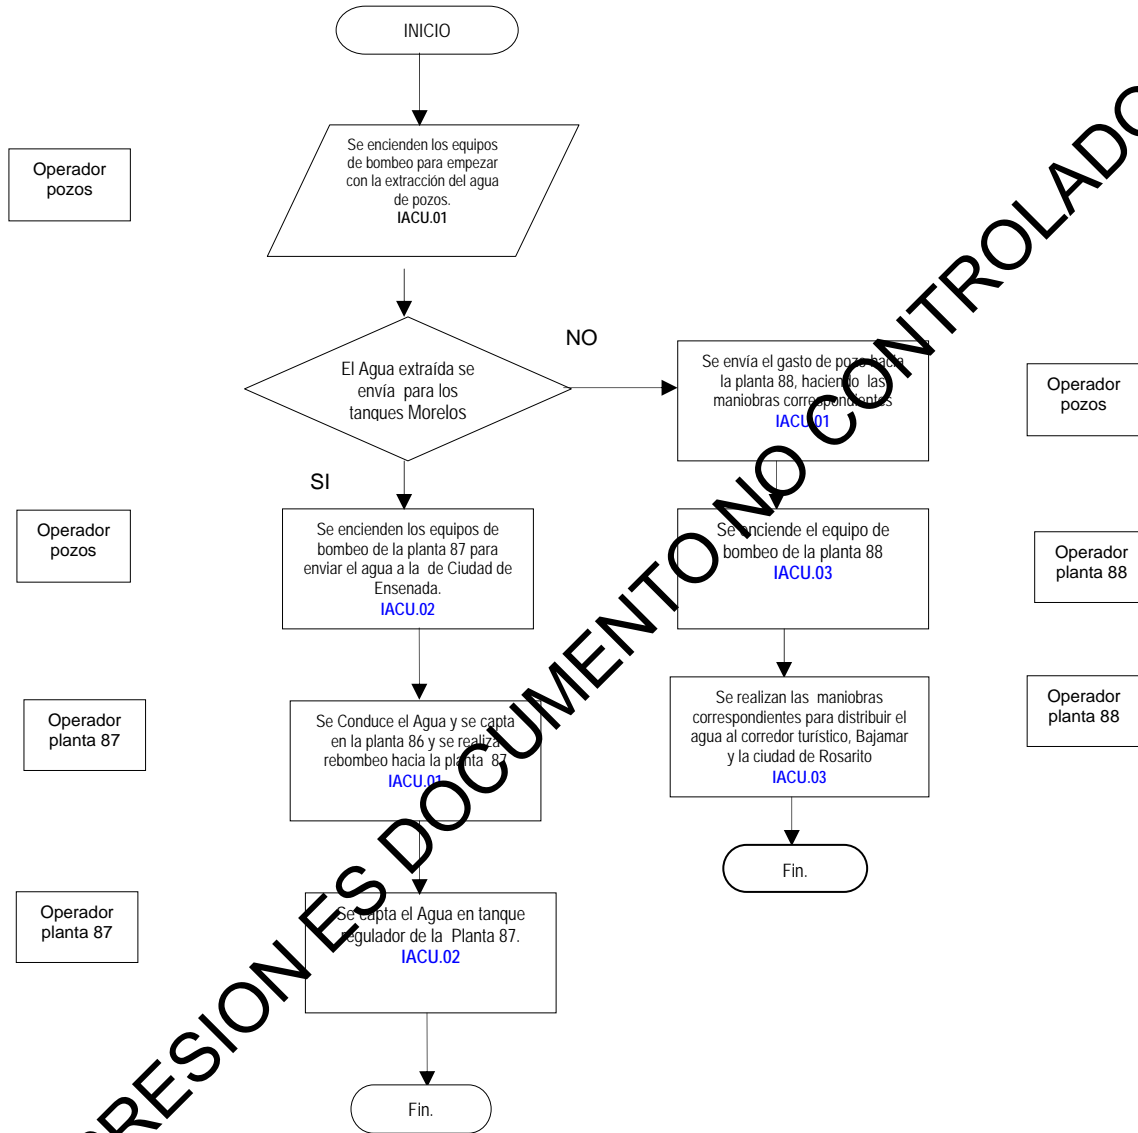 INICIO
Operador
pozos
Se encienden los equipos
de bombeo para empezar
con la extracción del agua
de pozos.
IACU.01
El Agua extraída se
envía para los
tanques Morelos
NO
Se envía el gasto de pozo hacia
la planta 88, haciendo las
maniobras correspondientes
IACU.01
Operador
pozos
SI
Operador
pozos
Se encienden los equipos de
bombeo de la planta 87 para
enviar el agua a la de Ciudad de
Ensenada.
IACU.02
Se enciende el equipo de
bombeo de la planta 88
IACU.03
Operador
planta 88
Operador
planta 87
Se Conduce el Agua y se capta
en la planta 86 y se realiza
rebombeo hacia la planta 87
IACU.01
Se realizan las maniobras
correspondientes para distribuir el
agua al corredor turístico, Bajamar
y la ciudad de Rosarito
IACU.03
Operador
planta 88
Fin.
Operador
planta 87
Se capta el Agua en tanque
regulador de la Planta 87.
IACU.02
Fin.
PRESION ES DOCUMENTO NO CONTROLADO